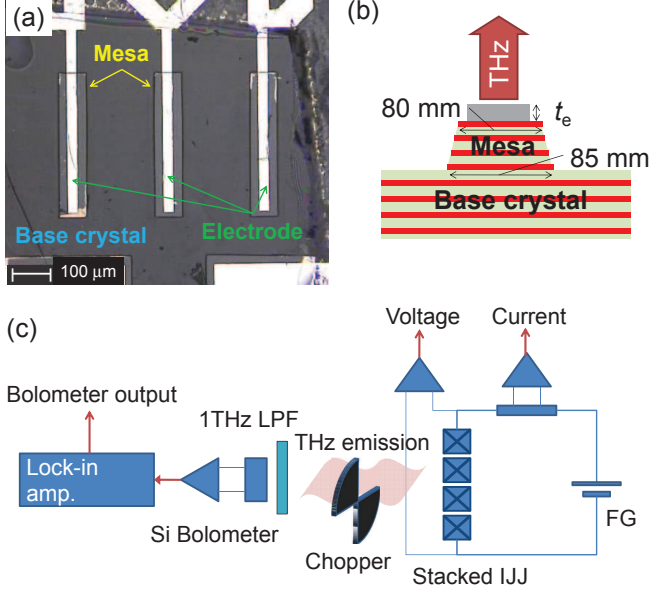 (a)
Mesa
Base crystal
Electrode
100 μm
(b)
THz
80 mm
tₑ
Mesa
85 mm
Base crystal
(c)
Voltage
Current
Bolometer output
1THz LPF
THz emission
Lock-in
amp.
Si Bolometer
Chopper
Stacked IJJ
FG